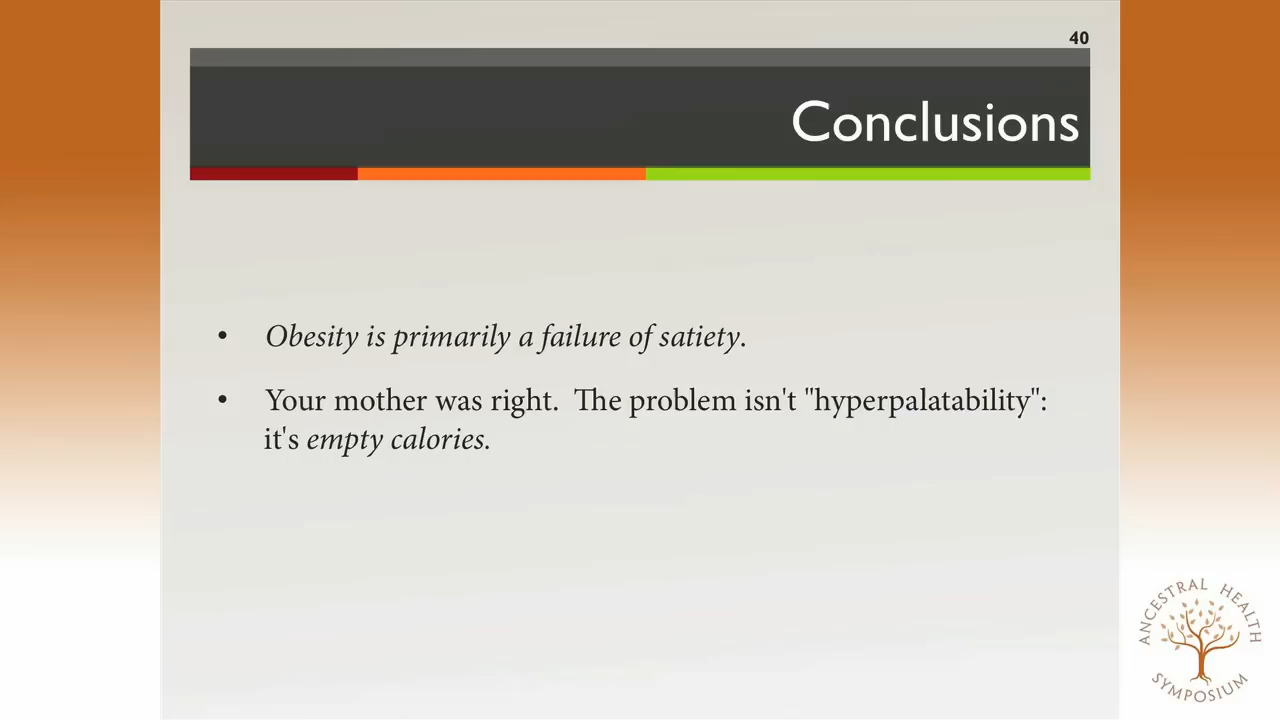 40
Conclusions
• Obesity is primarily a failure of satiety.
• Your mother was right.  The problem isn't "hyperpalatability":
it's empty calories.
ANCESTRAL HEALTH
SYMPOSIUM